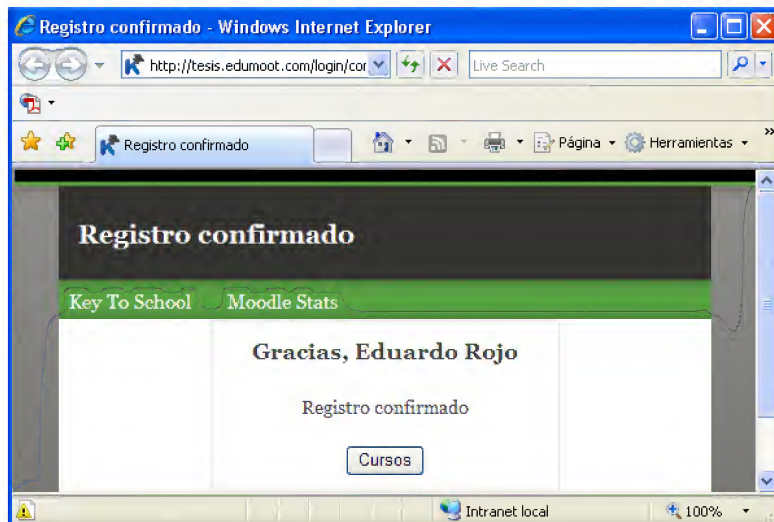 Registro confirmado - Windows Internet Explorer
http://tesis.edumoot.com/login/cor
Live Search
Registro confirmado
Página
Herramientas
»
Registro confirmado
Key To School Moodle Stats
Gracias, Eduardo Rojo
Registro confirmado
Cursos
Intranet local 100%